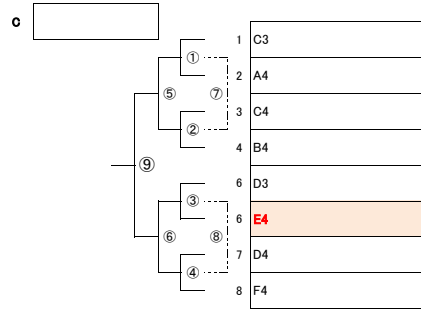 c
1 C3
①
2 A4
⑤ ⑦
3 C4
②
4 B4
⑨
6 D3
③
6 E4
⑥ ⑧
7 D4
④
8 F4